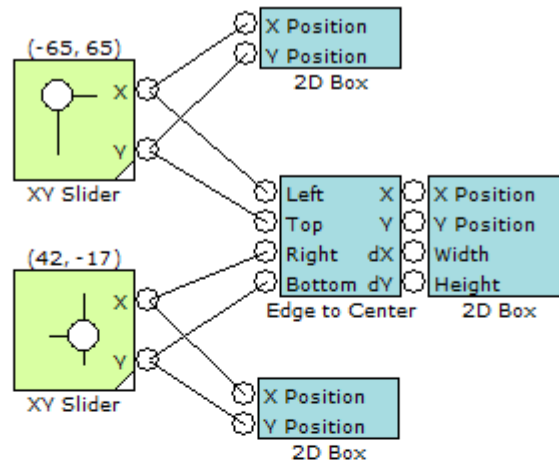 (-65, 65)
X
Y
XY Slider
X Position
Y Position
2D Box
Left X
Top Y
Right dX
Bottom dY
Edge to Center
X Position
Y Position
Width
Height
2D Box
(42, -17)
X
Y
XY Slider
X Position
Y Position
2D Box